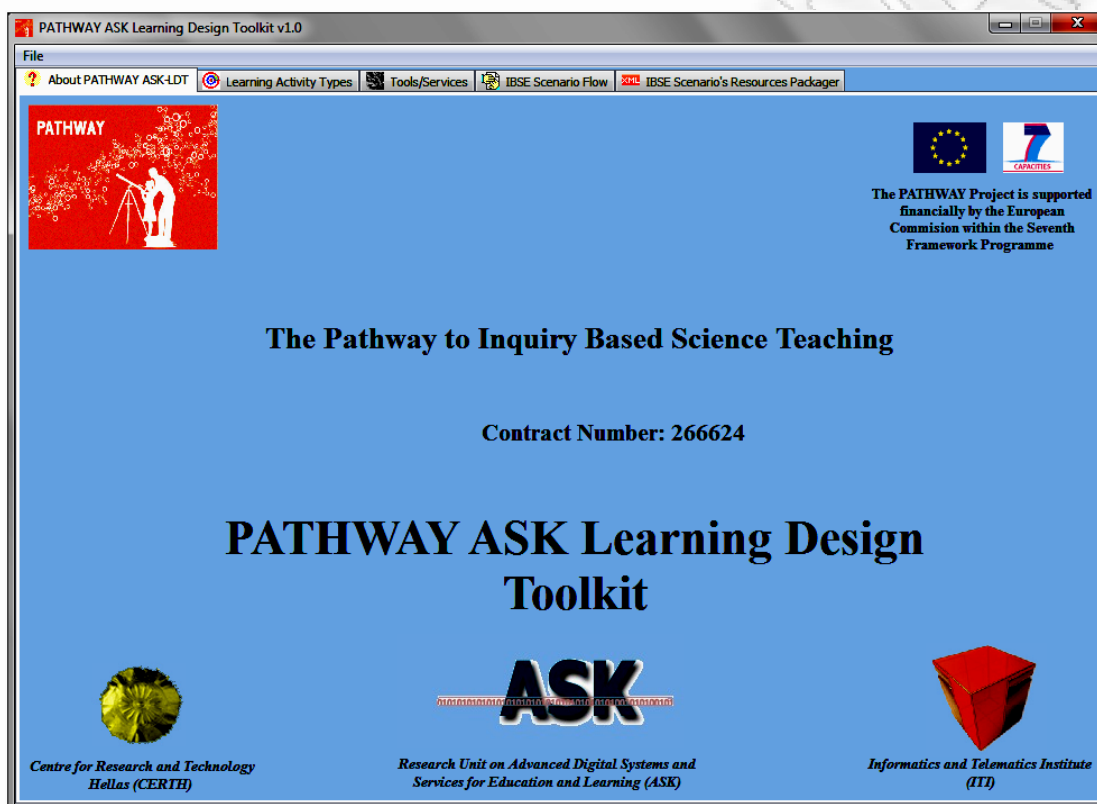 PATHWAY ASK Learning Design Toolkit v1.0
File
About PATHWAY ASK-LDT
Learning Activity Types
Tools/Services
IBSE Scenario Flow
XML
IBSE Scenario's Resources Packager
PATHWAY
7
CAPACITIES
The PATHWAY Project is supported
financially by the European
Commision within the Seventh
Framework Programme
The Pathway to Inquiry Based Science Teaching
Contract Number: 266624
PATHWAY ASK Learning Design
Toolkit
ASK
Centre for Research and Technology
Hellas (CERTH)
Research Unit on Advanced Digital Systems and
Services for Education and Learning (ASK)
Informatics and Telematics Institute
(ITI)